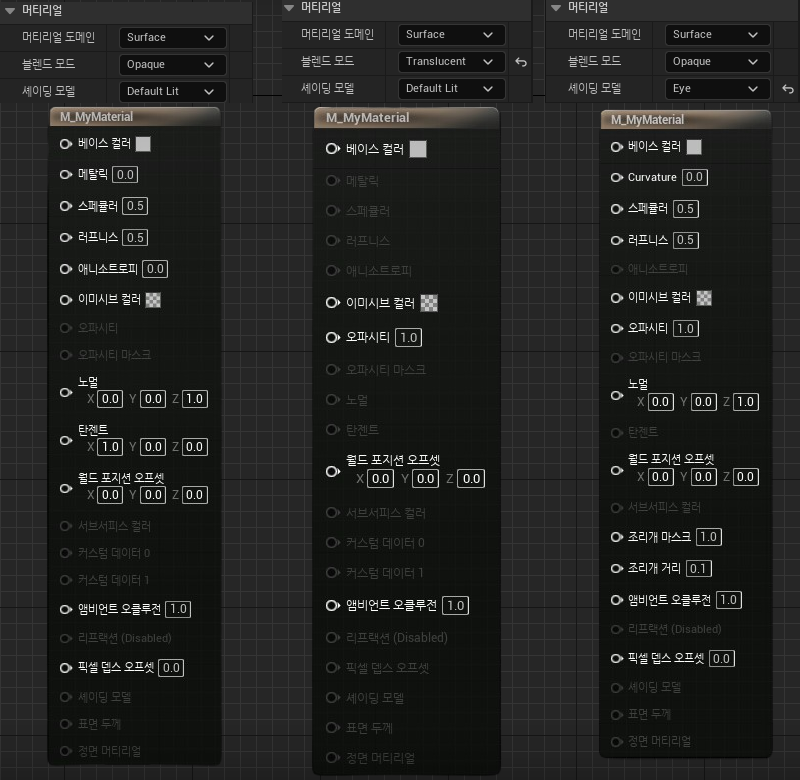 머티리얼
머티리얼 도메인 Surface
블렌드 모드 Opaque
셰이딩 모델 Default Lit
M_MyMaterial
베이스 컬러
메탈릭 0.0
스페큘러 0.5
러프니스 0.5
애니소트로피 0.0
이미시브 컬러
오파시티
오파시티 마스크
노멀
X 0.0 Y 0.0 Z 1.0
탄젠트
X 1.0 Y 0.0 Z 0.0
월드 포지션 오프셋
X 0.0 Y 0.0 Z 0.0
서브서피스 컬러
커스텀 데이터 0
커스텀 데이터 1
앰비언트 오클루전 1.0
리프랙션 (Disabled)
픽셀 뎁스 오프셋 0.0
셰이딩 모델
표면 두께
정면 머티리얼
머티리얼
머티리얼 도메인 Surface
블렌드 모드 Translucent
셰이딩 모델 Default Lit
M_MyMaterial
베이스 컬러
메탈릭
스페큘러
러프니스
애니소트로피
이미시브 컬러
오파시티 1.0
오파시티 마스크
노멀
탄젠트
월드 포지션 오프셋
X 0.0 Y 0.0 Z 0.0
서브서피스 컬러
커스텀 데이터 0
커스텀 데이터 1
앰비언트 오클루전 1.0
리프랙션 (Disabled)
픽셀 뎁스 오프셋
셰이딩 모델
표면 두께
정면 머티리얼
머티리얼
머티리얼 도메인 Surface
블렌드 모드 Opaque
셰이딩 모델 Eye
M_MyMaterial
베이스 컬러
Curvature 0.0
스페큘러 0.5
러프니스 0.5
애니소트로피
이미시브 컬러
오파시티 1.0
오파시티 마스크
노멀
X 0.0 Y 0.0 Z 1.0
탄젠트
월드 포지션 오프셋
X 0.0 Y 0.0 Z 0.0
서브서피스 컬러
조리개 마스크 1.0
조리개 거리 0.1
앰비언트 오클루전 1.0
리프랙션 (Disabled)
픽셀 뎁스 오프셋 0.0
셰이딩 모델
표면 두께
정면 머티리얼